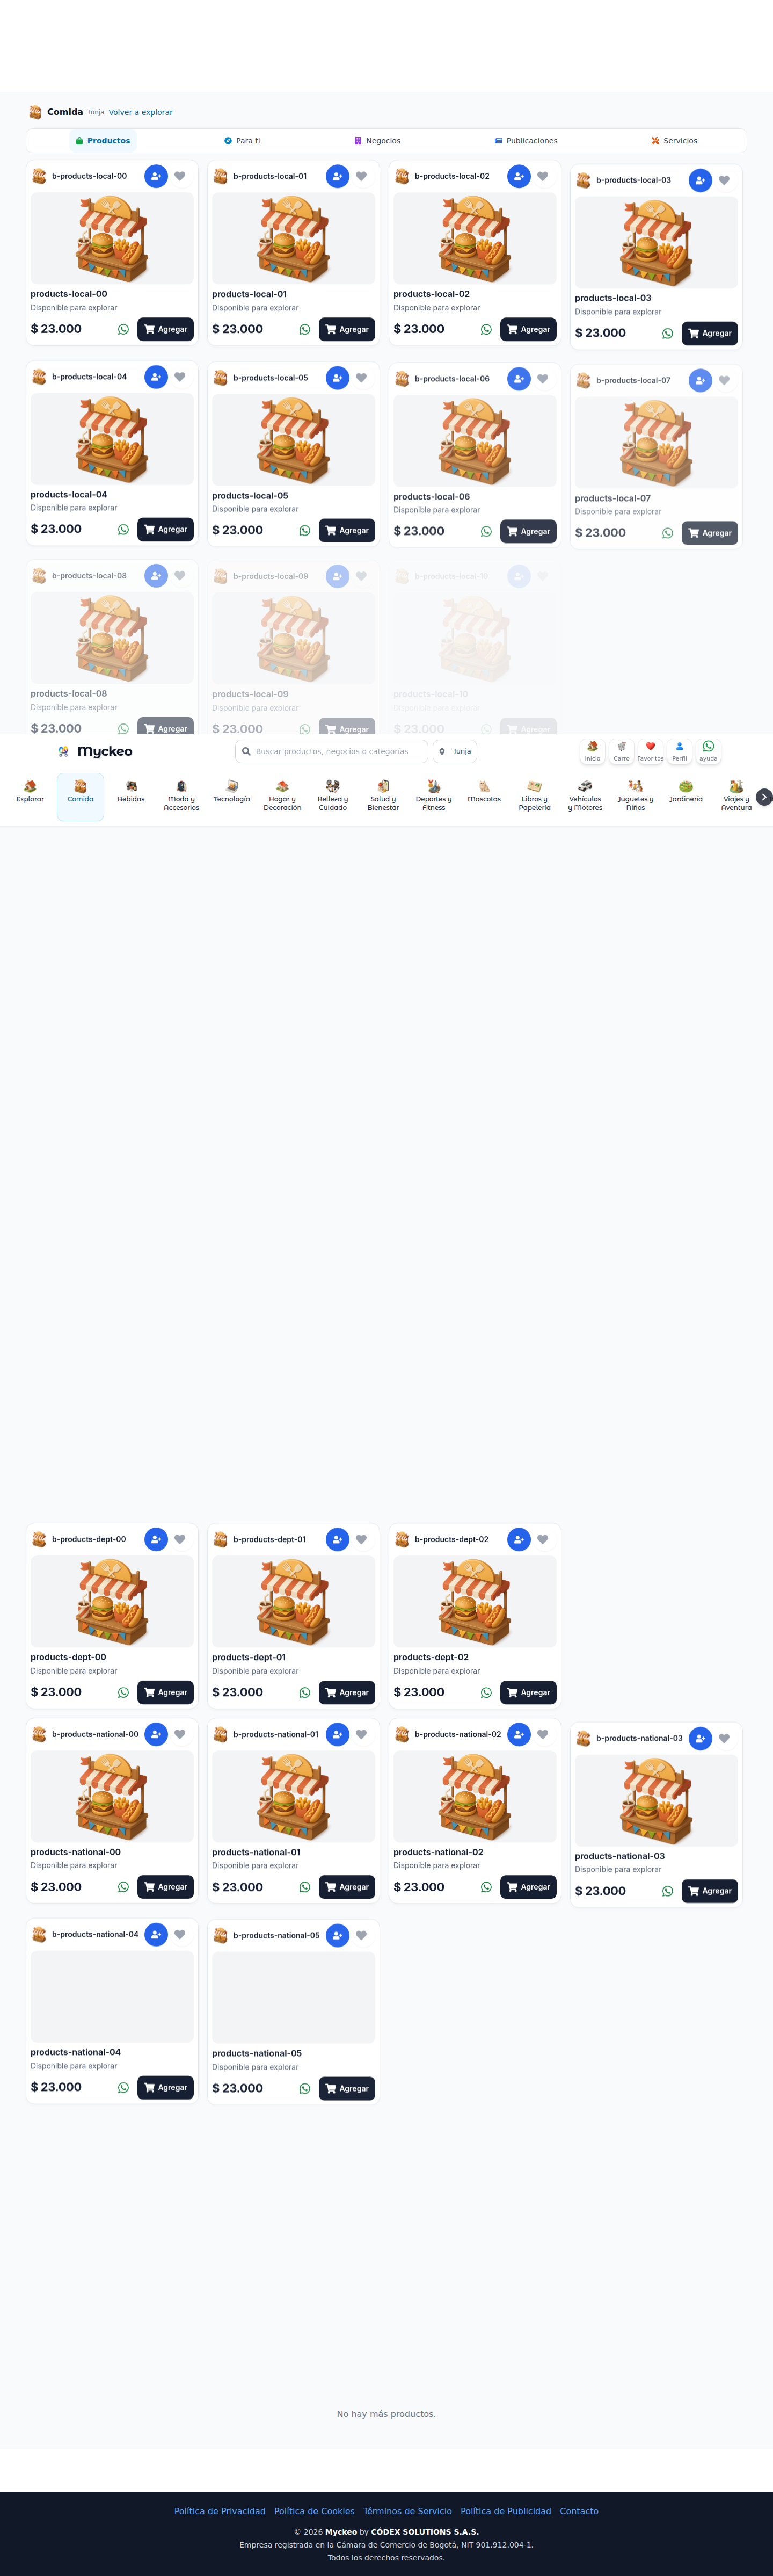 Comida Tunja Volver a explorar
Productos Para ti Negocios Publicaciones Servicios
b-products-local-00 b-products-local-01 b-products-local-02 b-products-local-03
products-local-00 products-local-01 products-local-02 products-local-03
Disponible para explorar Disponible para explorar Disponible para explorar Disponible para explorar
$ 23.000 Agregar $ 23.000 Agregar $ 23.000 Agregar $ 23.000 Agregar
b-products-local-04 b-products-local-05 b-products-local-06 b-products-local-07
products-local-04 products-local-05 products-local-06 products-local-07
Disponible para explorar Disponible para explorar Disponible para explorar Disponible para explorar
$ 23.000 Agregar $ 23.000 Agregar $ 23.000 Agregar $ 23.000 Agregar
b-products-local-08 b-products-local-09 b-products-local-10
products-local-08 products-local-09 products-local-10
Disponible para explorar Disponible para explorar Disponible para explorar
$ 23.000 Agregar $ 23.000 Agregar $ 23.000 Agregar
Myckeo Buscar productos, negocios o categorías Tunja
Inicio Carro Favoritos Perfil ayuda
Explorar Comida Bebidas Moda y Tecnología Hogar y Belleza y Salud y Deportes y Mascotas Libros y Vehículos Juguetes y Jardinería Viajes y
Accesorios Decoración Cuidado Bienestar Fitness Papelería y Motores Niños Aventura
b-products-dept-00 b-products-dept-01 b-products-dept-02
products-dept-00 products-dept-01 products-dept-02
Disponible para explorar Disponible para explorar Disponible para explorar
$ 23.000 Agregar $ 23.000 Agregar $ 23.000 Agregar
b-products-national-00 b-products-national-01 b-products-national-02 b-products-national-03
products-national-00 products-national-01 products-national-02 products-national-03
Disponible para explorar Disponible para explorar Disponible para explorar Disponible para explorar
$ 23.000 Agregar $ 23.000 Agregar $ 23.000 Agregar $ 23.000 Agregar
b-products-national-04 b-products-national-05
products-national-04 products-national-05
Disponible para explorar Disponible para explorar
$ 23.000 Agregar $ 23.000 Agregar
No hay más productos.
Política de Privacidad Política de Cookies Términos de Servicio Política de Publicidad Contacto
© 2026 Myckeo by CÓDEX SOLUTIONS S.A.S.
Empresa registrada en la Cámara de Comercio de Bogotá, NIT 901.912.004-1.
Todos los derechos reservados.